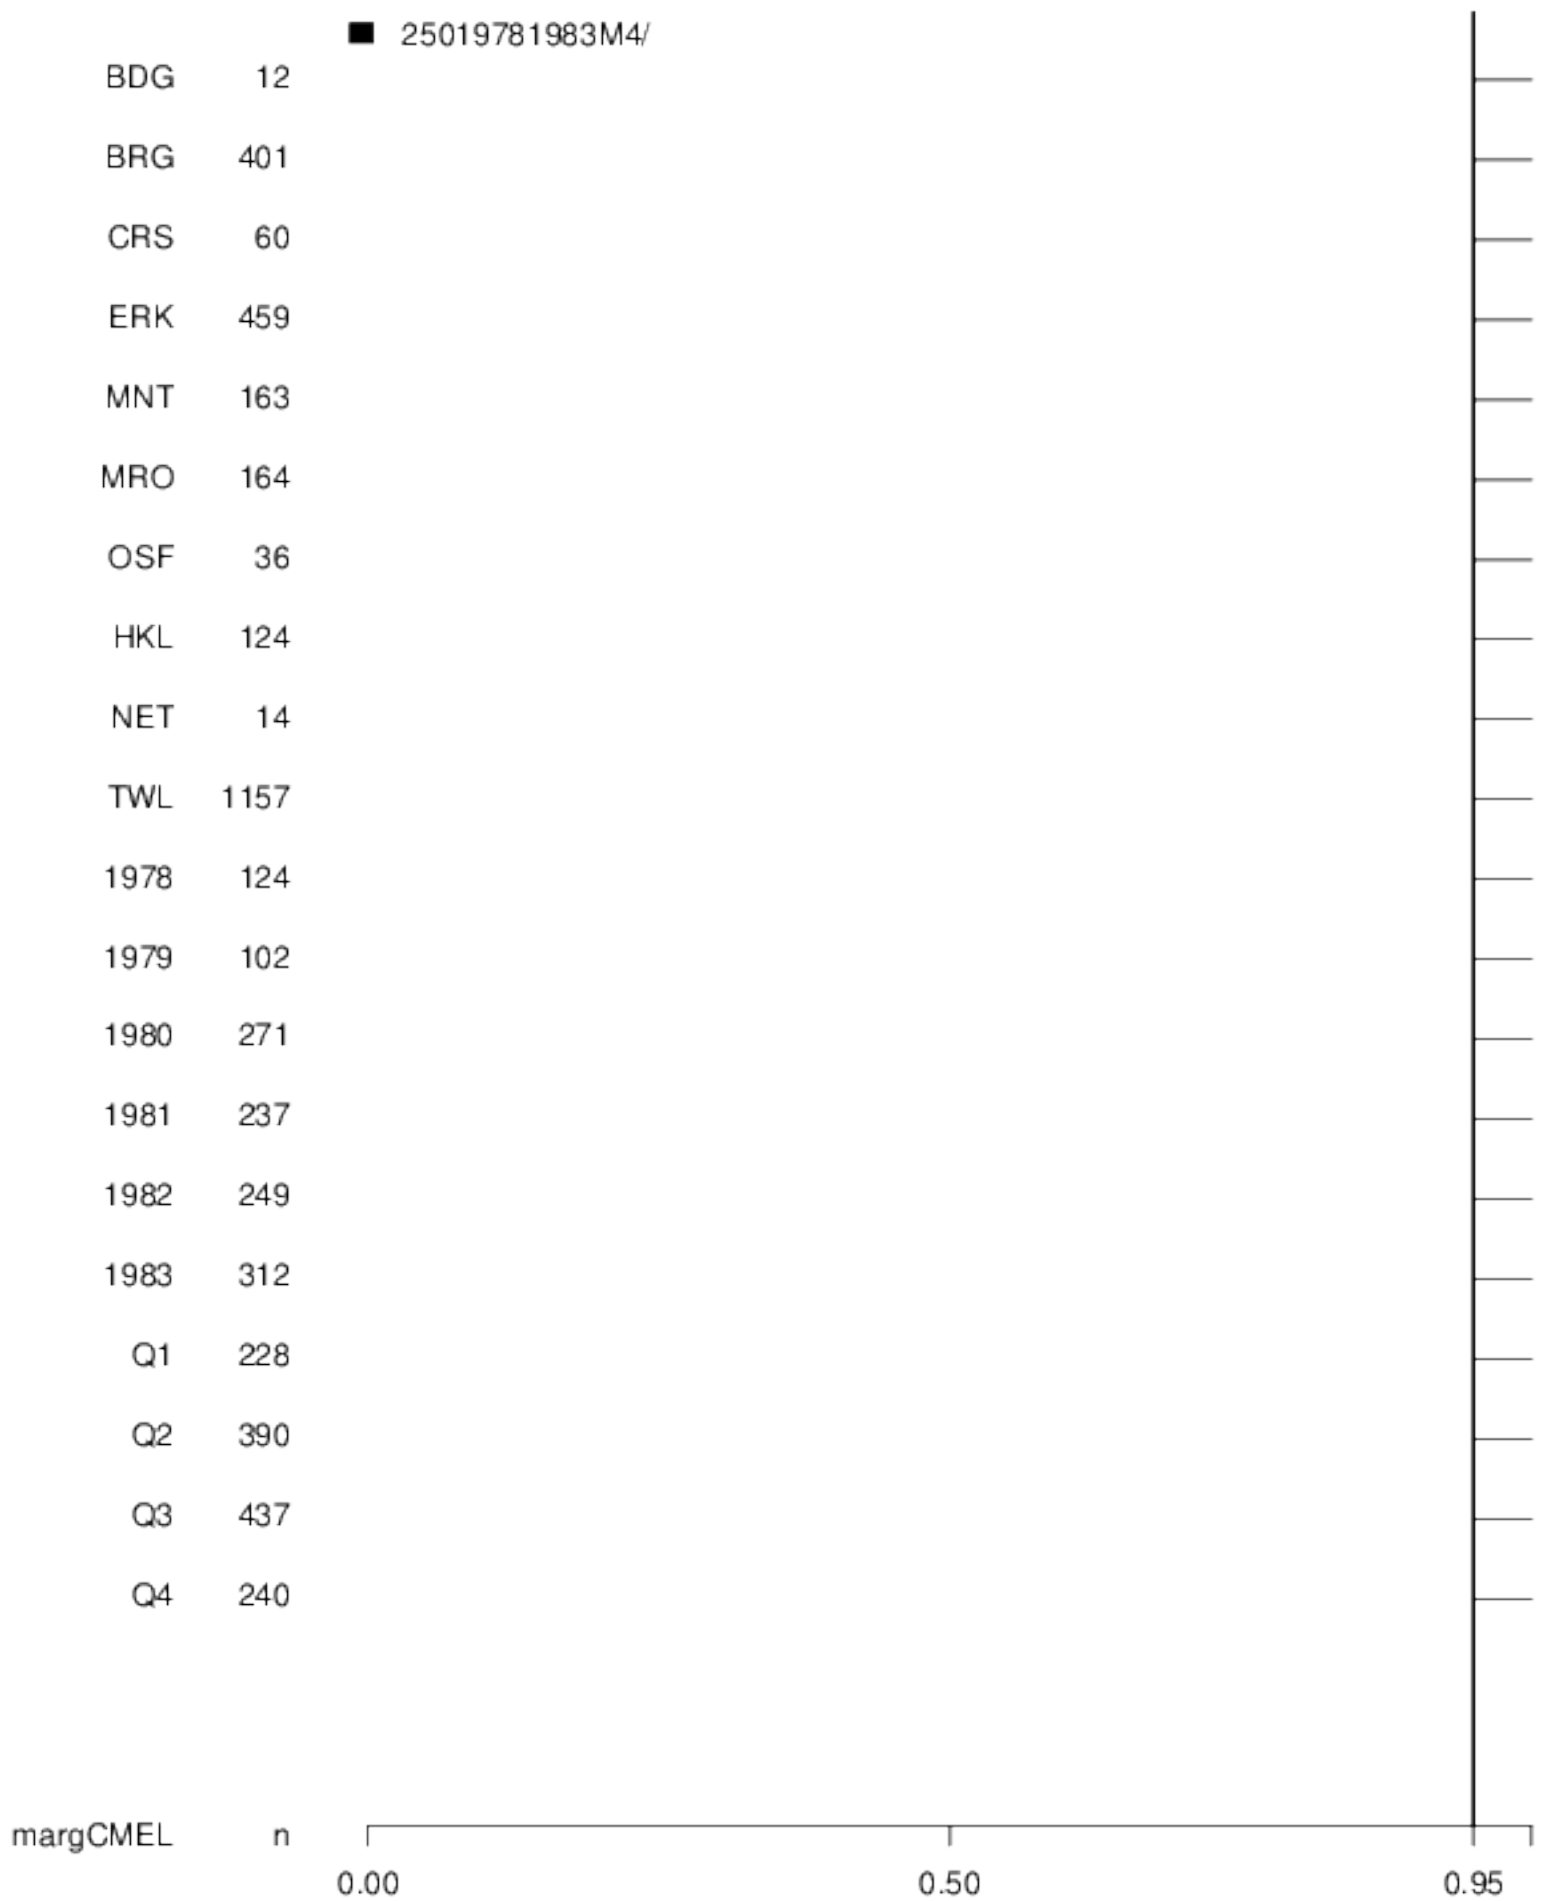 25019781983M4/
BDG 12
BRG 401
CRS 60
ERK 459
MNT 163
MRO 164
OSF 36
HKL 124
NET 14
TWL 1157
1978 124
1979 102
1980 271
1981 237
1982 249
1983 312
Q1 228
Q2 390
Q3 437
Q4 240
margCMEL n
0.00 0.50 0.95